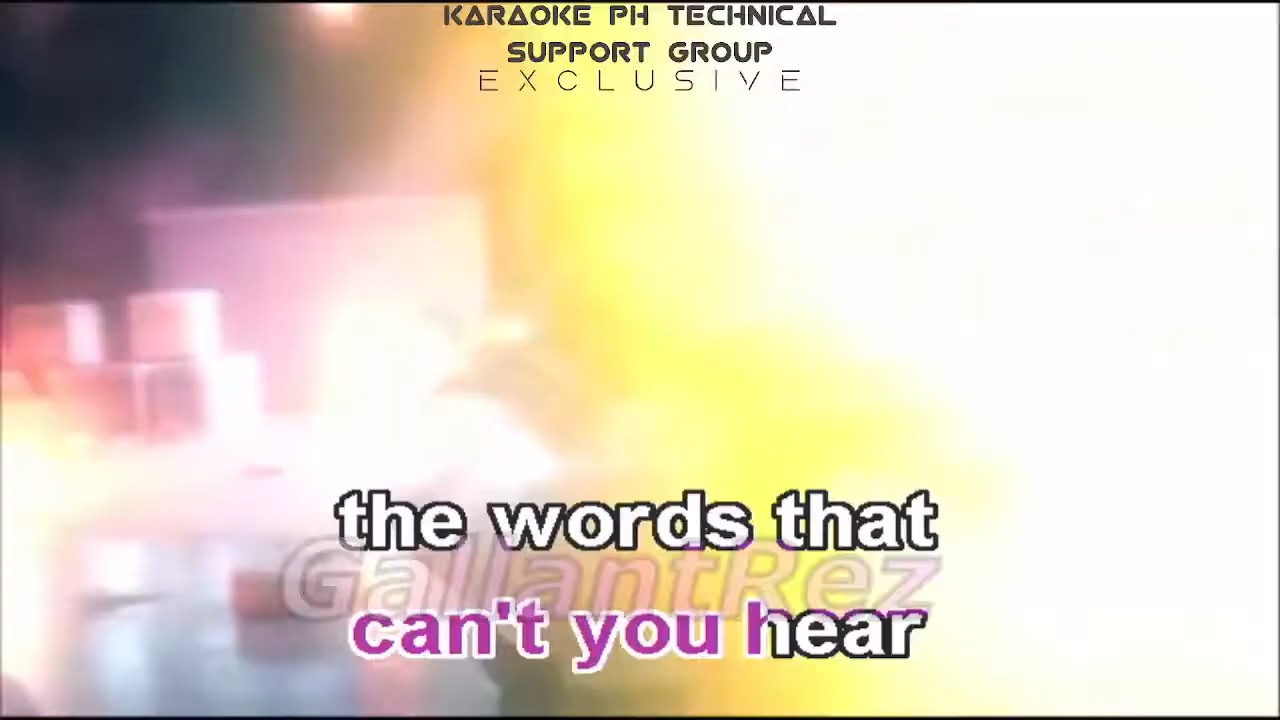 KARAOKE PH TECHNICAL
SUPPORT GROUP
EXCLUSIVE
the words that
GallantRez
can't you hear